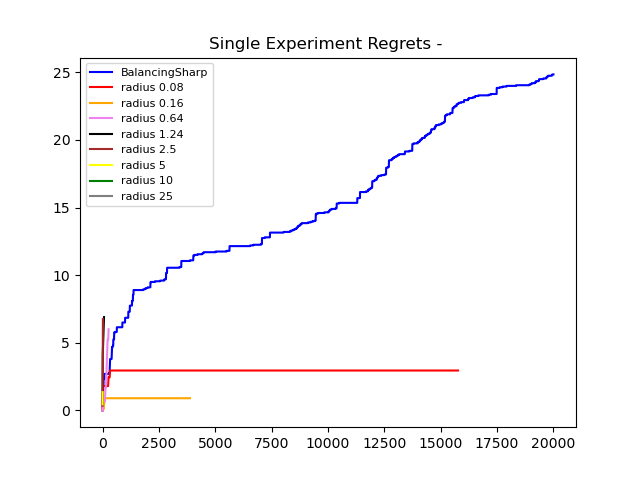 Single Experiment Regrets -
BalancingSharp
radius 0.08
radius 0.16
radius 0.64
radius 1.24
radius 2.5
radius 5
radius 10
radius 25
25
20
15
10
5
0
0 2500 5000 7500 10000 12500 15000 17500 20000